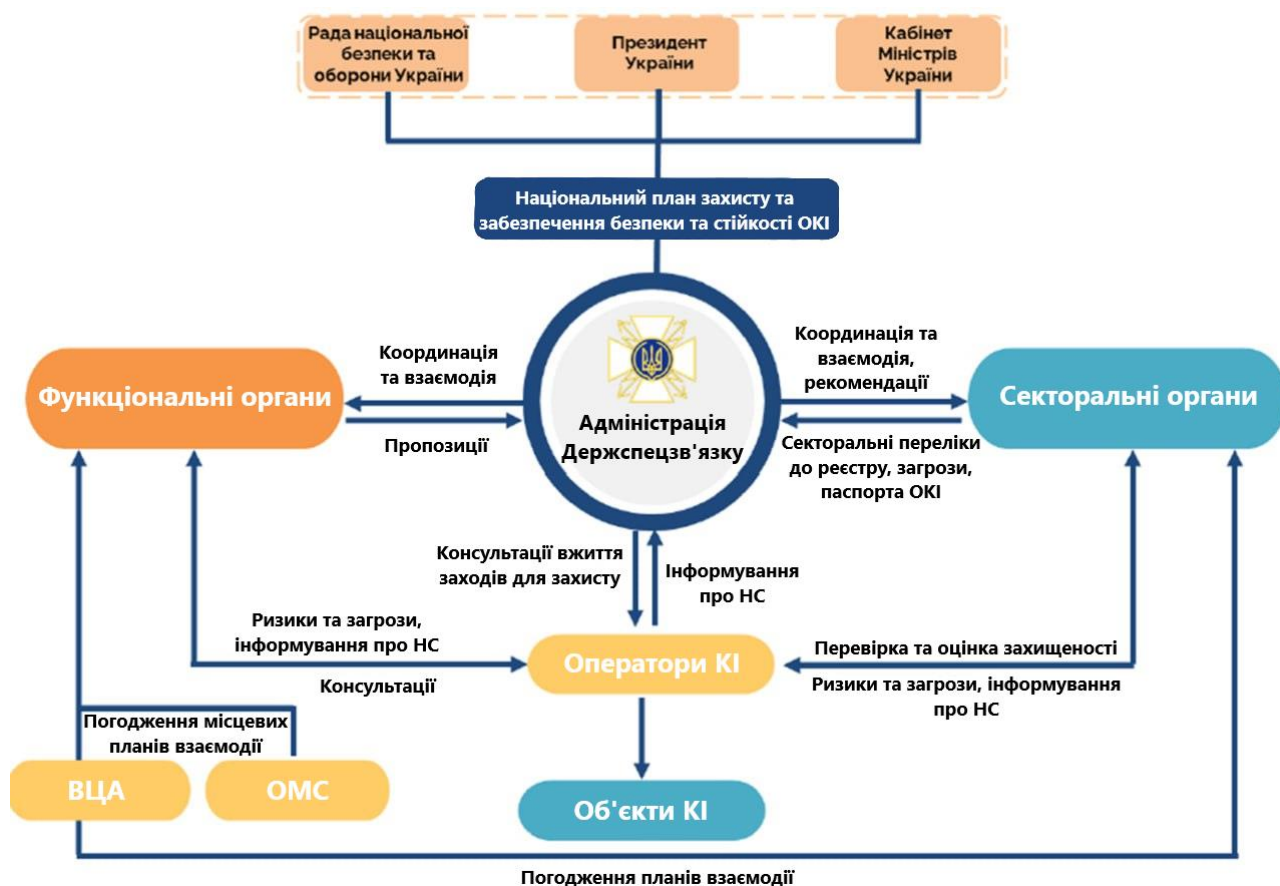 Рада національної
безпеки та
оборони України
Президент
України
Кабінет
Міністрів
України
Національний план захисту та
забезпечення безпеки та стійкості ОКІ
Координація
та взаємодія
Координація та
взаємодія,
рекомендації
Функціональні органи
Адміністрація
Держспецзв'язку
Секторальні органи
Пропозиції
Секторальні переліки
до реєстру, загрози,
паспорта ОКІ
Консультації вжиття
заходів для захисту
Інформування
про НС
Ризики та загрози,
інформування про НС
Консультації
Оператори КІ
Перевірка та оцінка захищеності
Ризики та загрози, інформування
про НС
Погодження місцевих
планів взаємодії
ВЦА
ОМС
Об'єкти КІ
Погодження планів взаємодії